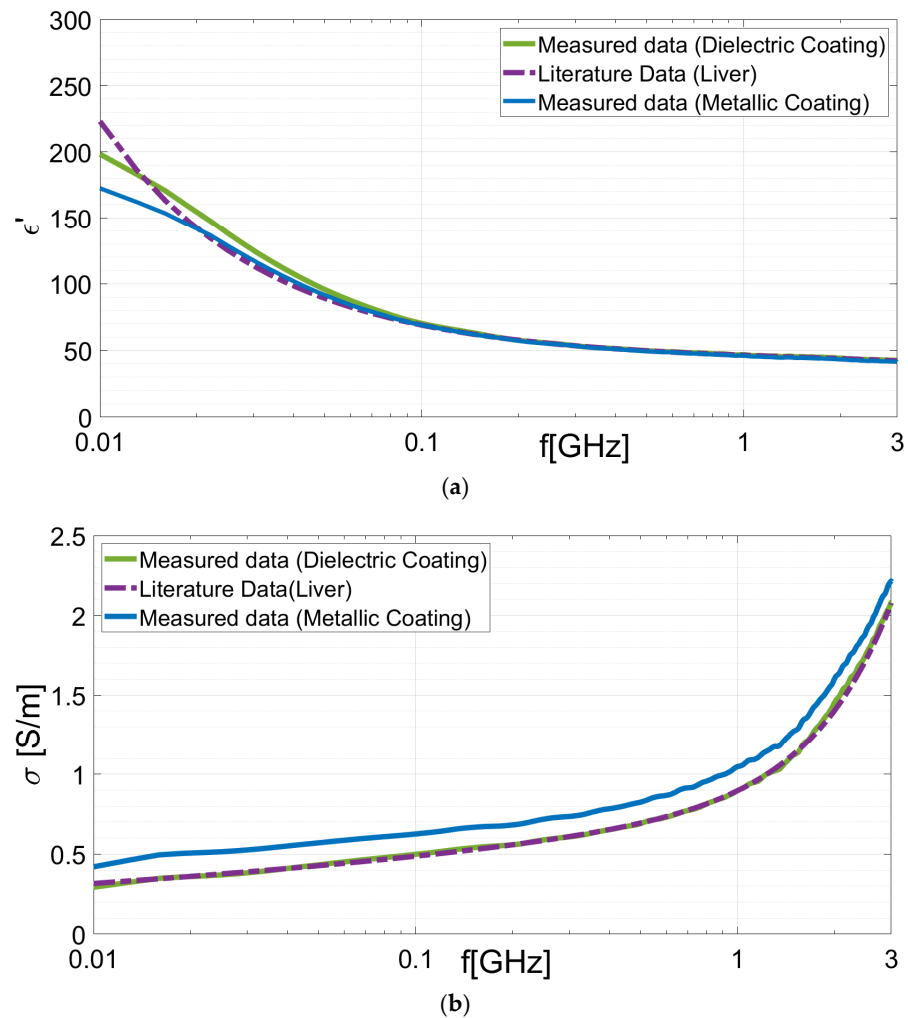 300
250
200
150
100
50
0
ϵ'
Measured data (Dielectric Coating)
Literature Data (Liver)
Measured data (Metallic Coating)
0.01
0.1
1
3
f[GHz]
(a)
2.5
2
1.5
1
0.5
0
σ [S/m]
Measured data (Dielectric Coating)
Literature Data(Liver)
Measured data (Metallic Coating)
0.01
0.1
1
3
f[GHz]
(b)